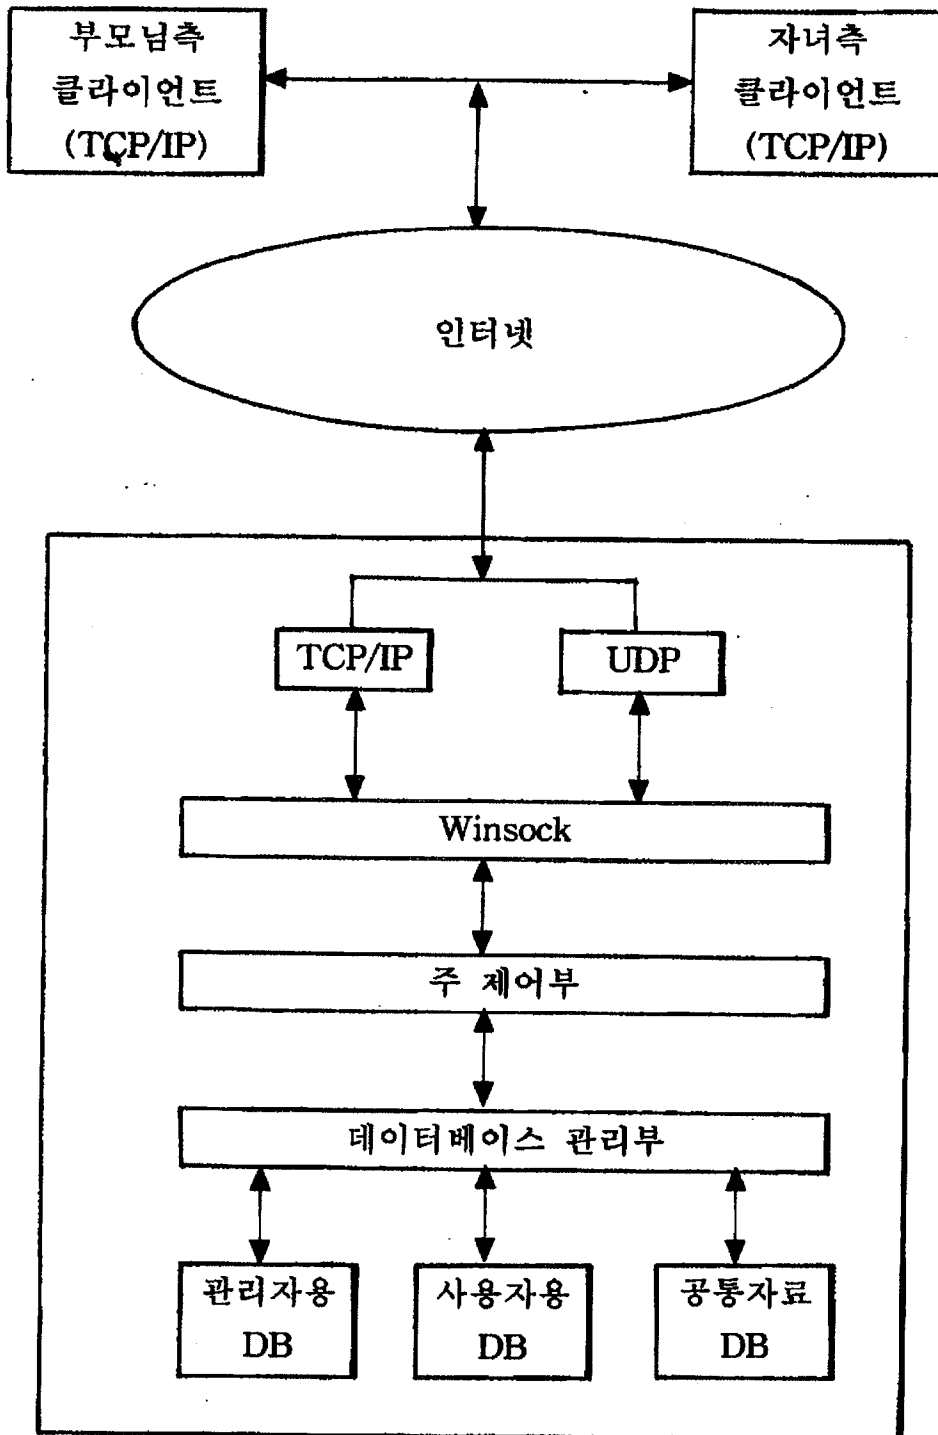 부모님측
클라이언트
(TCP/IP)
자녀측
클라이언트
(TCP/IP)
인터넷
TCP/IP
UDP
Winsock
주 제어부
데이터베이스 관리부
관리자용
DB
사용자용
DB
공통자료
DB